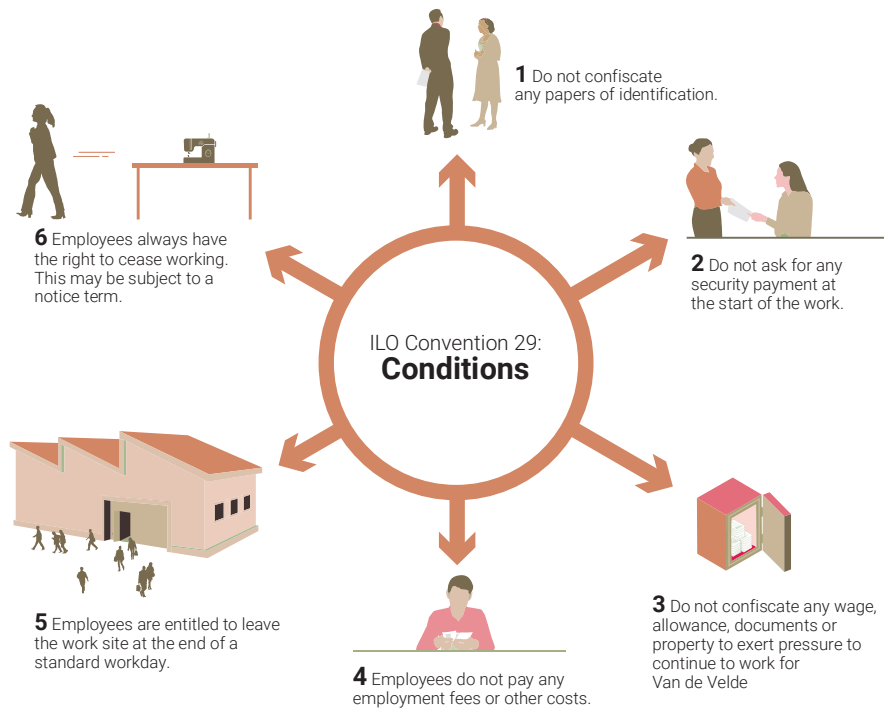 ILO Convention 29:
Conditions
1 Do not confiscate
any papers of identification.
2 Do not ask for any
security payment at
the start of the work.
3 Do not confiscate any wage,
allowance, documents or
property to exert pressure to
continue to work for
Van de Velde
4 Employees do not pay any
employment fees or other costs.
5 Employees are entitled to leave
the work site at the end of a
standard workday.
6 Employees always have
the right to cease working.
This may be subject to a
notice term.